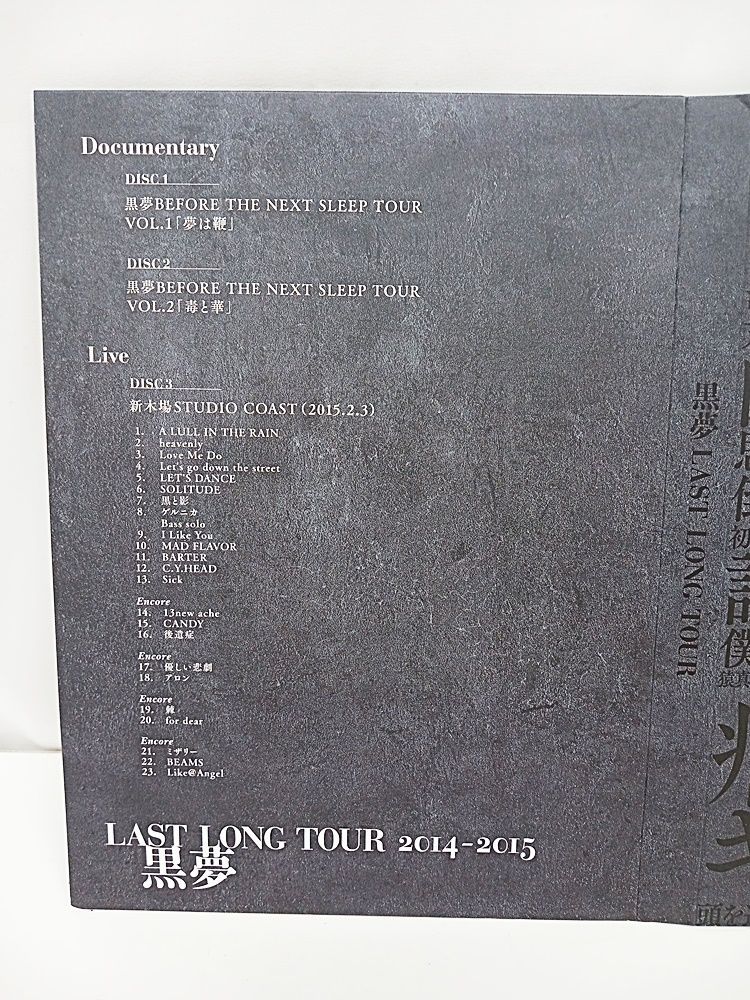 Documentary
DISC 1
黒夢BEFORE THE NEXT SLEEP TOUR
VOL.1「夢は鞭」
DISC 2
黒夢BEFORE THE NEXT SLEEP TOUR
VOL.2「毒と華」
Live
DISC 3
新木場STUDIO COAST(2015.2.3)
1. A LULL IN THE RAIN
2. heavenly
3. Love Me Do
4. Let's go down the street
5. LET'S DANCE
6. SOLITUDE
7. 黒と影
8. ゲルニカ
Bass solo
9. I Like You
10. MAD FLAVOR
11. BARTER
12. C.Y.HEAD
13. Sick
Encore
14. 13new ache
15. CANDY
16. 後遺症
Encore
17. 優しい悲劇
18. アロン
Encore
19. 棘
20. for dear
Encore
21. ミザリー
22. BEAMS
23. Like@Angel
LAST LONG TOUR 2014-2015
黒夢
黒夢 LAST LONG TOUR
初
僕
頭を